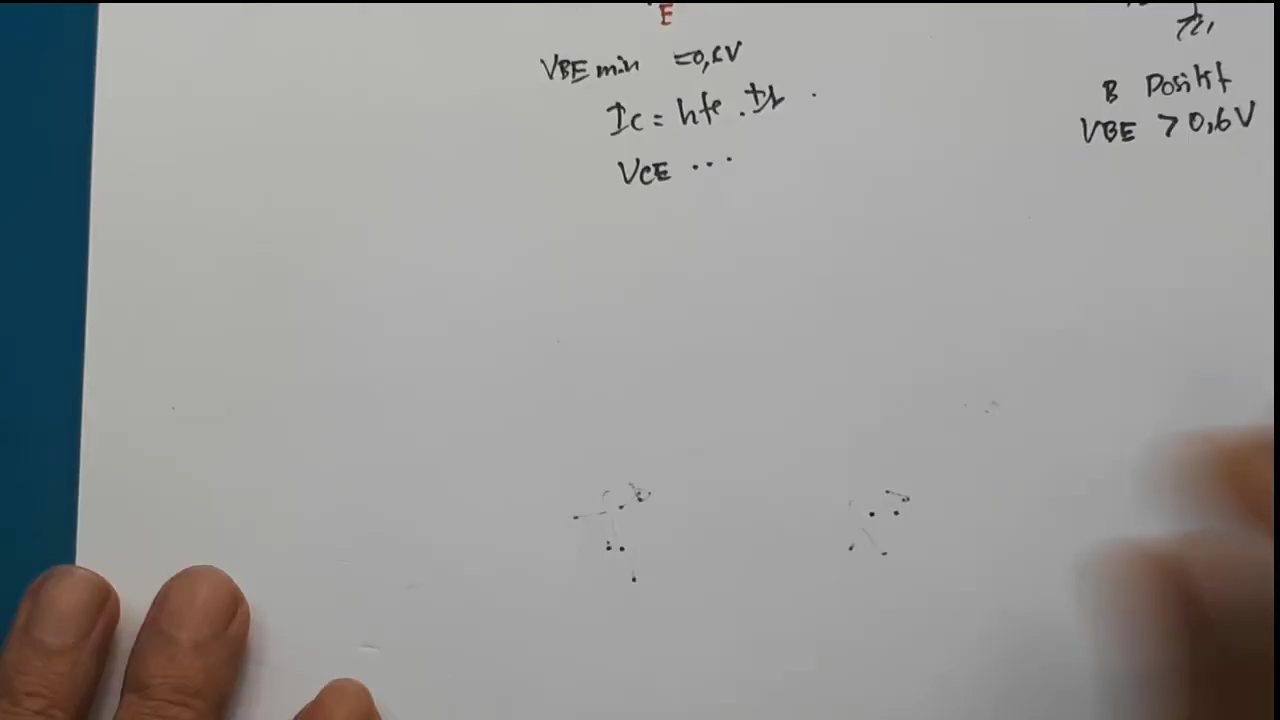 E
VBE min =0,6V
Ic = hfe . Ib
VCE ...
B Positif
VBE > 0,6V